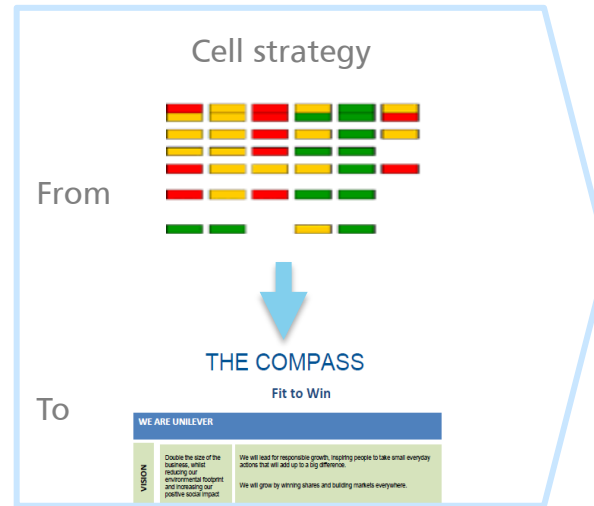 Cell strategy
From
THE COMPASS
Fit to Win
To
WE ARE UNILEVER
VISION
Double the size of the
business, whilst
reducing our
environmental footprint
and increasing our
positive social impact
We will lead for responsible growth, inspiring people to take small everyday
actions that will add up to a big difference.
We will grow by winning shares and building markets everywhere.